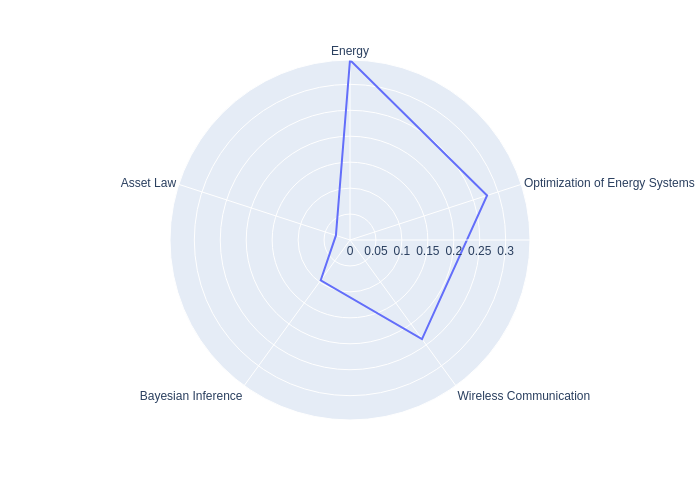 Energy
Asset Law
Optimization of Energy Systems
0 0.05 0.1 0.15 0.2 0.25 0.3
Bayesian Inference
Wireless Communication